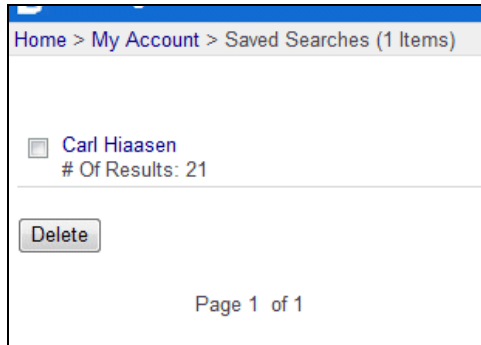 Home > My Account > Saved Searches (1 Items)
Carl Hiaasen
# Of Results: 21
Delete
Page 1 of 1